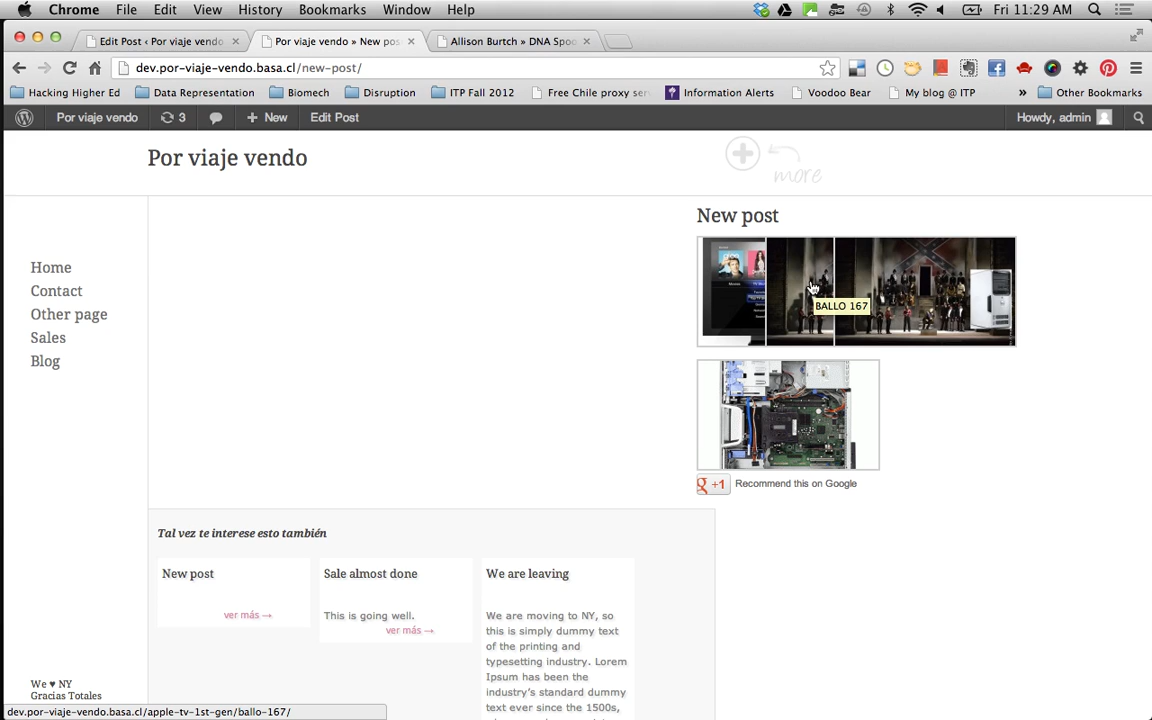 Chrome File Edit View History Bookmarks Window Help Fri 11:29 AM
Edit Post ‹ Por viaje vendo
Por viaje vendo » New pos
Allison Burtch » DNA Spoo
dev.por-viaje-vendo.basa.cl/new-post/
Hacking Higher Ed Data Representation Biomech Disruption ITP Fall 2012 Free Chile proxy serv Information Alerts Voodoo Bear My blog @ ITP » Other Bookmarks
Por viaje vendo 3 + New Edit Post Howdy, admin
Por viaje vendo
more
New post
Home
Contact
Other page
Sales
Blog
BALLO 167
g +1 Recommend this on Google
Tal vez te interese esto también
New post
ver más →
Sale almost done
This is going well.
ver más →
We are leaving
We are moving to NY, so
this is simply dummy text
of the printing and
typesetting industry. Lorem
Ipsum has been the
industry's standard dummy
text ever since the 1500s,
We ♥ NY
Gracias Totales
dev.por-viaje-vendo.basa.cl/apple-tv-1st-gen/ballo-167/